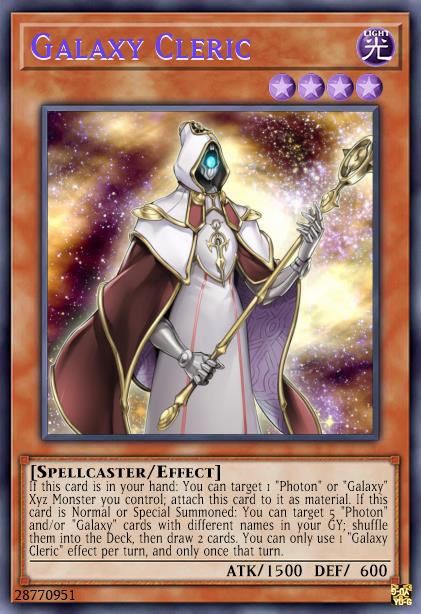 Galaxy Cleric
LIGHT
光
[Spellcaster/Effect]
If this card is in your hand: You can target 1 "Photon" or "Galaxy"
Xyz Monster you control; attach this card to it as material. If this
card is Normal or Special Summoned: You can target 5 "Photon"
and/or "Galaxy" cards with different names in your GY; shuffle
them into the Deck, then draw 2 cards. You can only use 1 "Galaxy
Cleric" effect per turn, and only once that turn.
ATK/1500 DEF/ 600
28770951